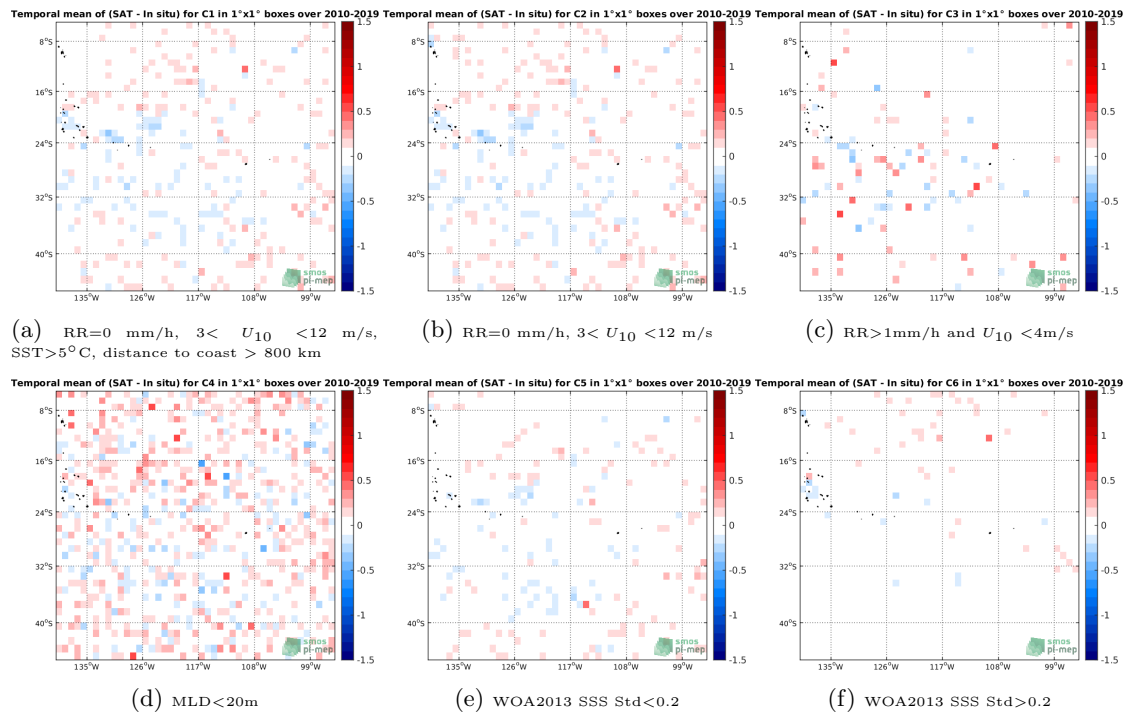 Temporal mean of (SAT - In situ) for C1 in 1°x1° boxes over 2010-2019
8°S
16°S
24°S
32°S
40°S
135°W 126°W 117°W 108°W 99°W
1.5
1
0.5
0
-0.5
-1
-1.5
smos
pi-mep
(a) RR=0 mm/h, 3< U10 <12 m/s,
SST>5°C, distance to coast > 800 km
Temporal mean of (SAT - In situ) for C2 in 1°x1° boxes over 2010-2019
8°S
16°S
24°S
32°S
40°S
135°W 126°W 117°W 108°W 99°W
1.5
1
0.5
0
-0.5
-1
-1.5
smos
pi-mep
(b) RR=0 mm/h, 3< U10 <12 m/s
Temporal mean of (SAT - In situ) for C3 in 1°x1° boxes over 2010-2019
8°S
16°S
24°S
32°S
40°S
135°W 126°W 117°W 108°W 99°W
1.5
1
0.5
0
-0.5
-1
-1.5
smos
pi-mep
(c) RR>1mm/h and U10 <4m/s
Temporal mean of (SAT - In situ) for C4 in 1°x1° boxes over 2010-2019
8°S
16°S
24°S
32°S
40°S
135°W 126°W 117°W 108°W 99°W
1.5
1
0.5
0
-0.5
-1
-1.5
smos
pi-mep
(d) MLD<20m
Temporal mean of (SAT - In situ) for C5 in 1°x1° boxes over 2010-2019
8°S
16°S
24°S
32°S
40°S
135°W 126°W 117°W 108°W 99°W
1.5
1
0.5
0
-0.5
-1
-1.5
smos
pi-mep
(e) WOA2013 SSS Std<0.2
Temporal mean of (SAT - In situ) for C6 in 1°x1° boxes over 2010-2019
8°S
16°S
24°S
32°S
40°S
135°W 126°W 117°W 108°W 99°W
1.5
1
0.5
0
-0.5
-1
-1.5
smos
pi-mep
(f) WOA2013 SSS Std>0.2